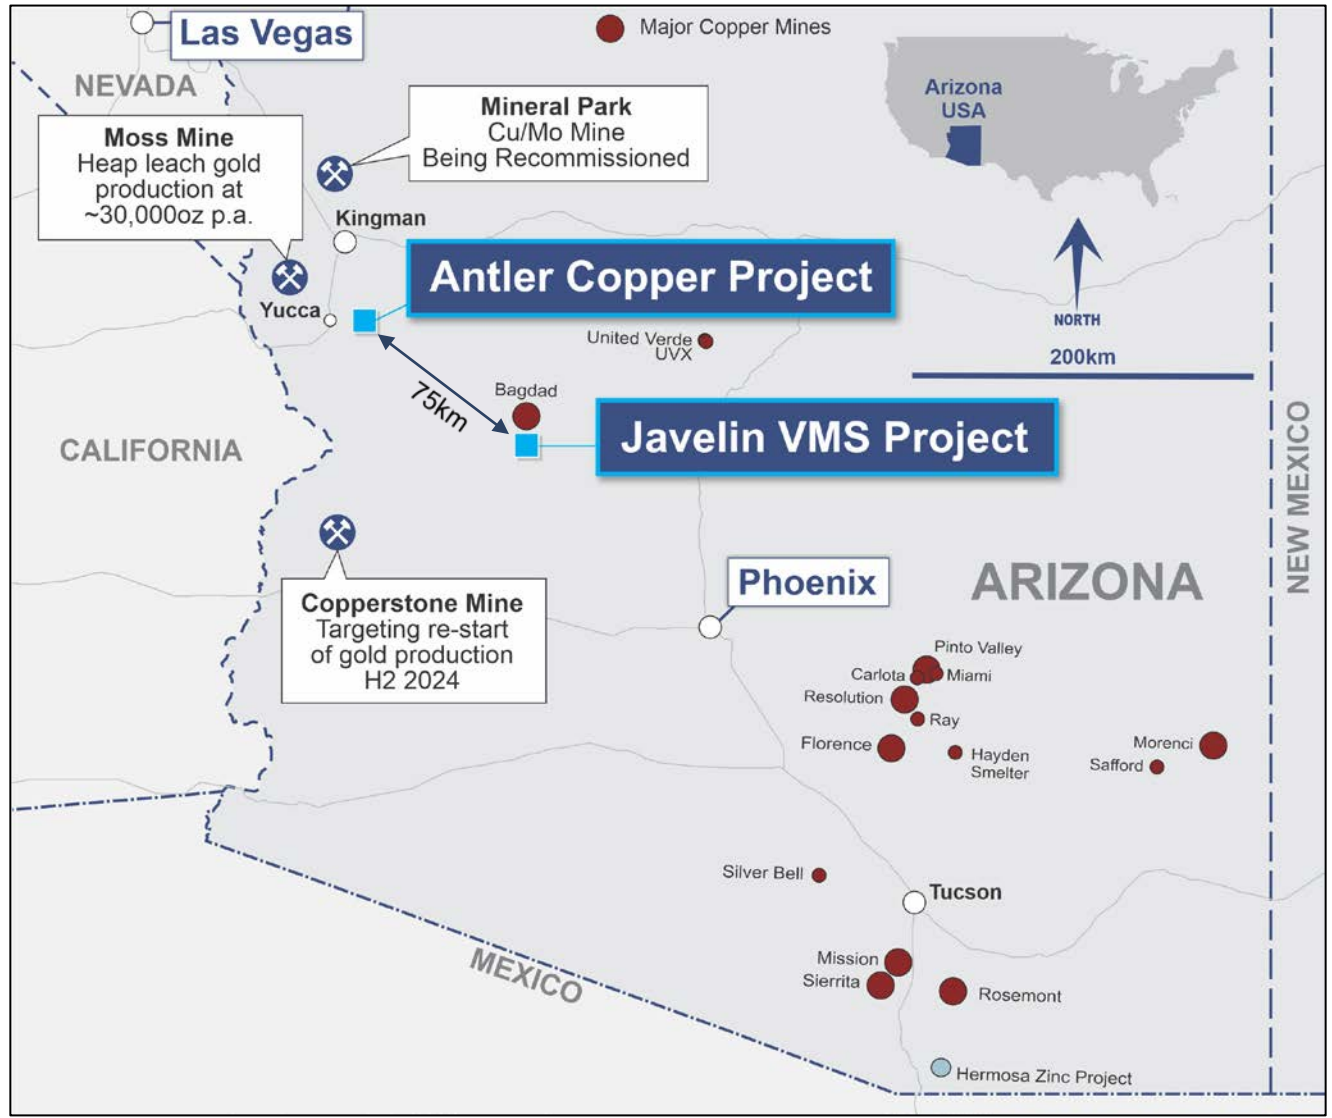 Las Vegas
Major Copper Mines
NEVADA
Arizona
USA
Mineral Park
Cu/Mo Mine
Being Recommissioned
Moss Mine
Heap leach gold
production at
~30,000oz p.a.
Kingman
Antler Copper Project
Yucca
NORTH
200km
United Verde
UVX
75km
Bagdad
Javelin VMS Project
CALIFORNIA
NEW MEXICO
Copperstone Mine
Targeting re-start
of gold production
H2 2024
Phoenix
ARIZONA
Pinto Valley
Carlota
Miami
Resolution
Ray
Florence
Hayden
Smelter
Morenci
Safford
Silver Bell
Tucson
Mission
Sierrita
Rosemont
MEXICO
Hermosa Zinc Project